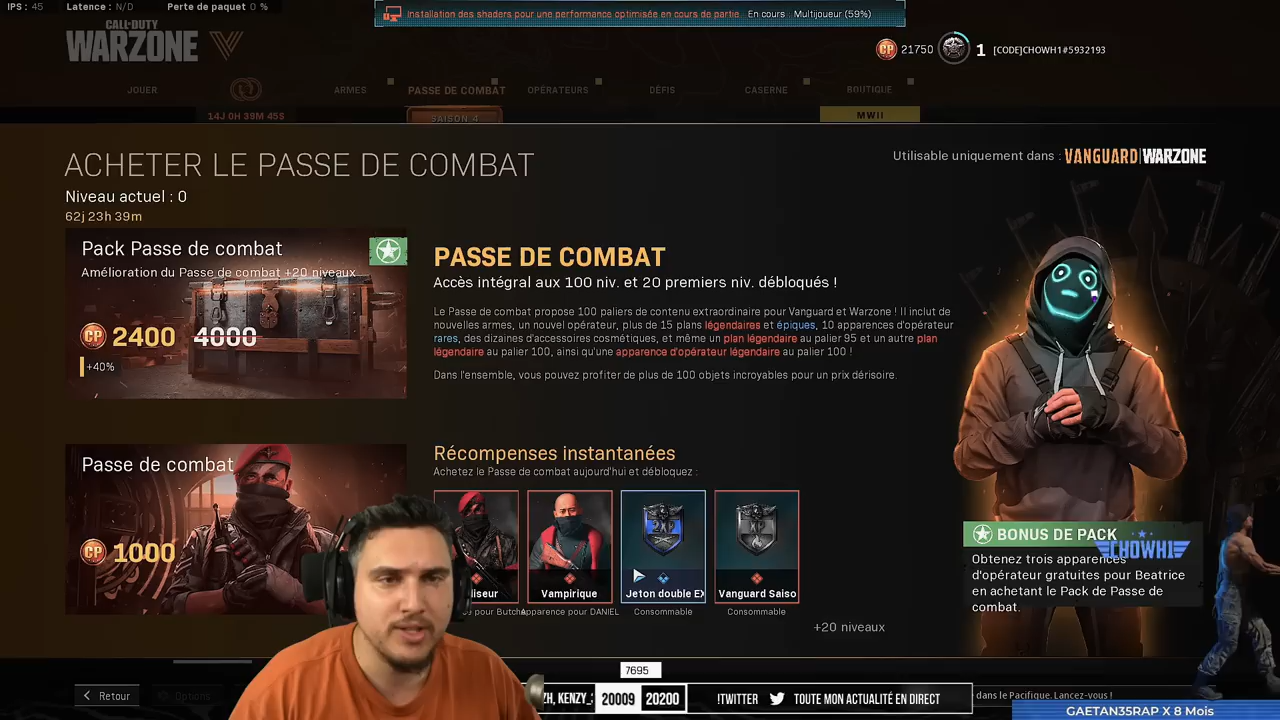 IPS : 45
Latence : N/D
Perte de paquet 0 %
Installation des shaders pour une performance optimisée en cours de partie. En cours : Multijoueur (59%)
CALL·DUTY
WARZONE
CP 21750
1
[CODE]CHOWH1#5932193
JOUER
ARMES
PASSE DE COMBAT
OPÉRATEURS
DÉFIS
CASERNE
BOUTIQUE
14J 0H 39M 45S
SAISON 4
MWII
ACHETER LE PASSE DE COMBAT
Utilisable uniquement dans : VANGUARD|WARZONE
Niveau actuel : 0
62j 23h 39m
Pack Passe de combat
Amélioration du Passe de combat +20 niveaux
CP 2400 4000
+40%
PASSE DE COMBAT
Accès intégral aux 100 niv. et 20 premiers niv. débloqués !
Le Passe de combat propose 100 paliers de contenu extraordinaire pour Vanguard et Warzone ! Il inclut de
nouvelles armes, un nouvel opérateur, plus de 15 plans légendaires et épiques, 10 apparences d'opérateur
rares, des dizaines d'accessoires cosmétiques, et même un plan légendaire au palier 95 et un autre plan
légendaire au palier 100, ainsi qu'une apparence d'opérateur légendaire au palier 100 !
Dans l'ensemble, vous pouvez profiter de plus de 100 objets incroyables pour un prix dérisoire.
Passe de combat
CP 1000
Récompenses instantanées
Achetez le Passe de combat aujourd'hui et débloquez :
2XP
XP
liseur
Vampirique
Jeton double EX
Vanguard Saiso
pour Butch
Apparence pour DANIEL
Consommable
Consommable
+20 niveaux
BONUS DE PACK
CHOWH1
Obtenez trois apparences
d'opérateur gratuites pour Beatrice
en achetant le Pack de Passe de
combat.
7695
Retour
Options
ZH, KENZY_
20009
20200
!TWITTER
TOUTE MON ACTUALITÉ EN DIRECT
dans le Pacifique. Lancez-vous !
GAETAN35RAP X 8 Mois